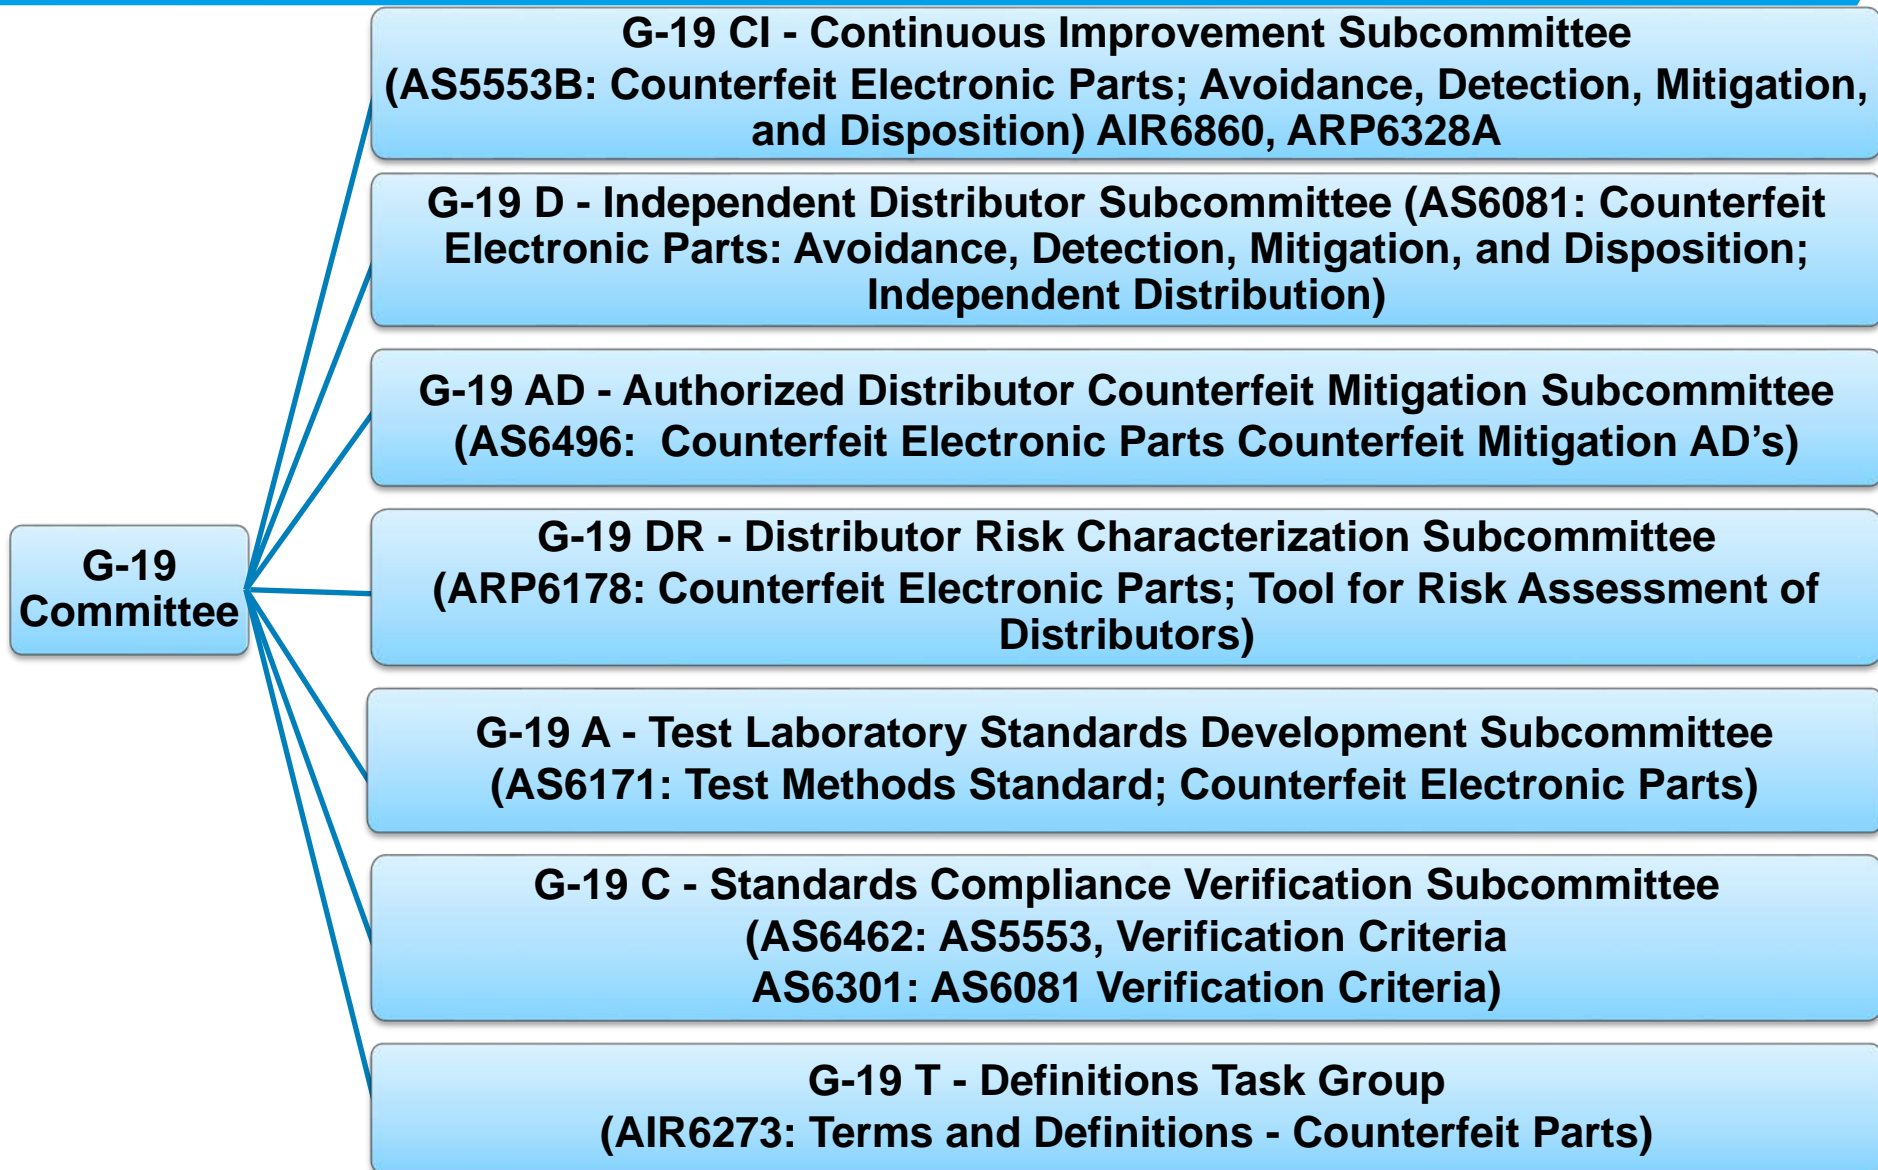 G-19 CI - Continuous Improvement Subcommittee
(AS5553B: Counterfeit Electronic Parts; Avoidance, Detection, Mitigation,
and Disposition) AIR6860, ARP6328A
G-19 D - Independent Distributor Subcommittee (AS6081: Counterfeit
Electronic Parts: Avoidance, Detection, Mitigation, and Disposition;
Independent Distribution)
G-19 AD - Authorized Distributor Counterfeit Mitigation Subcommittee
(AS6496:  Counterfeit Electronic Parts Counterfeit Mitigation AD’s)
G-19
Committee
G-19 DR - Distributor Risk Characterization Subcommittee
(ARP6178: Counterfeit Electronic Parts; Tool for Risk Assessment of
Distributors)
G-19 A - Test Laboratory Standards Development Subcommittee
(AS6171: Test Methods Standard; Counterfeit Electronic Parts)
G-19 C - Standards Compliance Verification Subcommittee
(AS6462: AS5553, Verification Criteria
AS6301: AS6081 Verification Criteria)
G-19 T - Definitions Task Group
(AIR6273: Terms and Definitions - Counterfeit Parts)